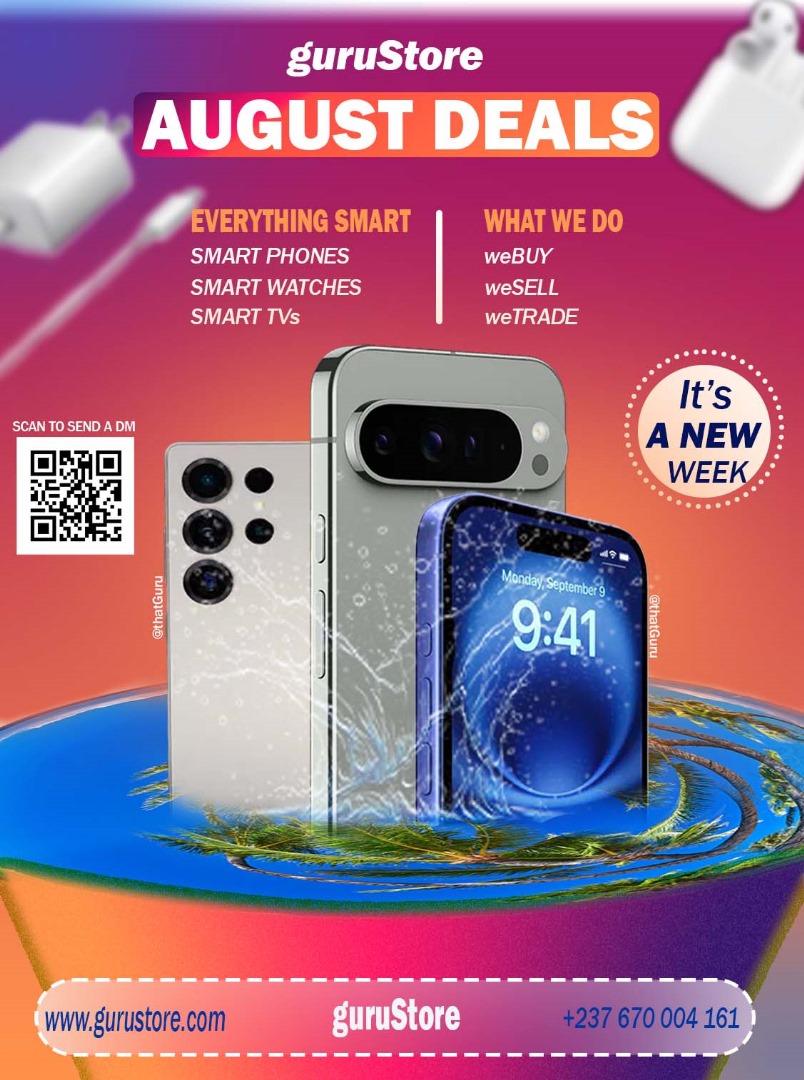 guruStore
AUGUST DEALS
EVERYTHING SMART
SMART PHONES
SMART WATCHES
SMART TVs
WHAT WE DO
weBUY
weSELL
weTRADE
It's
A NEW
WEEK
SCAN TO SEND A DM
@thatGuru
Monday, September 9
9:41
@thatGuru
www.gurustore.com
guruStore
+237 670 004 161